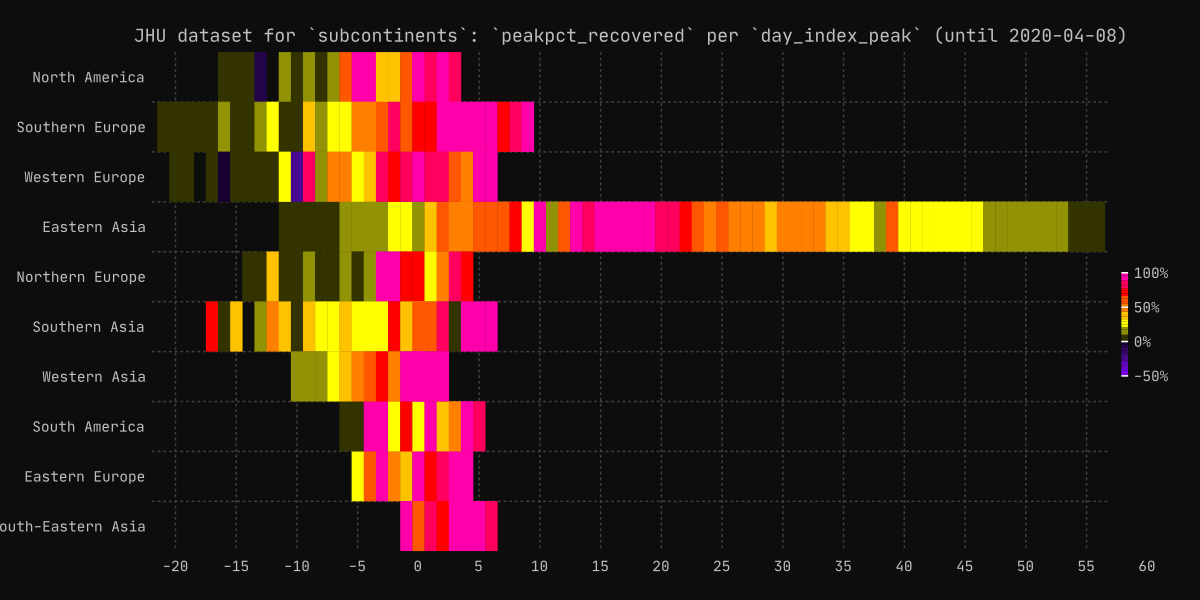 JHU dataset for `subcontinents`: `peakpct_recovered` per `day_index_peak` (until 2020-04-08)
North America
Southern Europe
Western Europe
Eastern Asia
Northern Europe
Southern Asia
Western Asia
South America
Eastern Europe
outh-Eastern Asia
100%
50%
0%
-50%
-20 -15 -10 -5 0 5 10 15 20 25 30 35 40 45 50 55 60